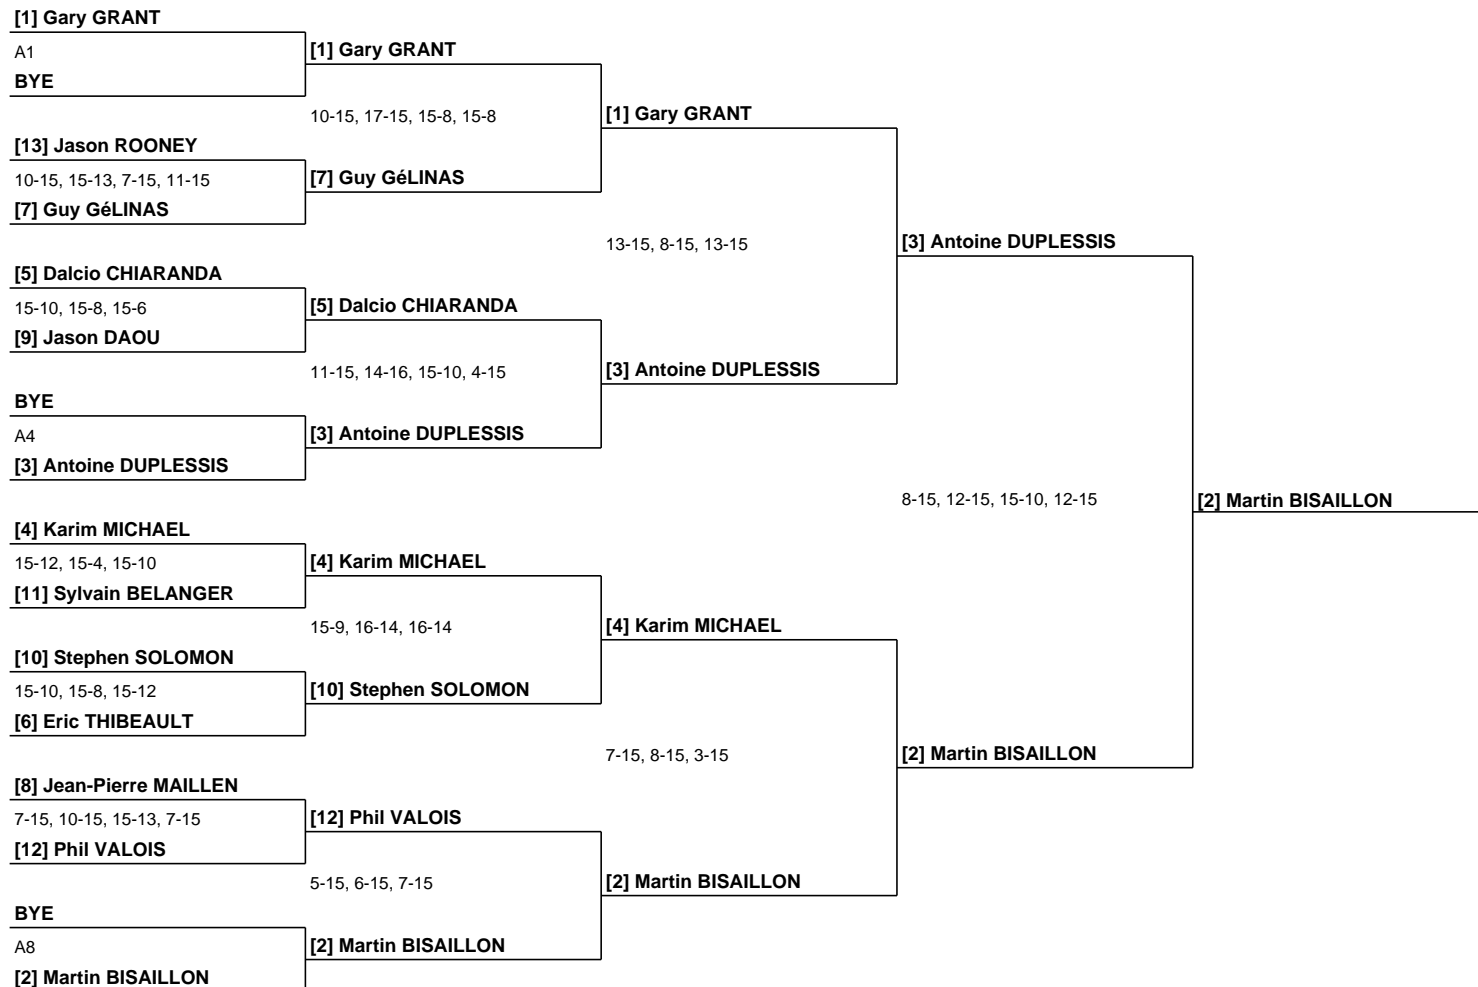 [1] Gary GRANT
A1
[1] Gary GRANT
BYE
10-15, 17-15, 15-8, 15-8
[1] Gary GRANT
[13] Jason ROONEY
10-15, 15-13, 7-15, 11-15
[7] Guy GéLINAS
[7] Guy GéLINAS
13-15, 8-15, 13-15
[3] Antoine DUPLESSIS
[5] Dalcio CHIARANDA
15-10, 15-8, 15-6
[5] Dalcio CHIARANDA
[9] Jason DAOU
11-15, 14-16, 15-10, 4-15
[3] Antoine DUPLESSIS
BYE
A4
[3] Antoine DUPLESSIS
[3] Antoine DUPLESSIS
8-15, 12-15, 15-10, 12-15
[2] Martin BISAILLON
[4] Karim MICHAEL
15-12, 15-4, 15-10
[4] Karim MICHAEL
[11] Sylvain BELANGER
15-9, 16-14, 16-14
[4] Karim MICHAEL
[10] Stephen SOLOMON
15-10, 15-8, 15-12
[10] Stephen SOLOMON
[6] Eric THIBEAULT
7-15, 8-15, 3-15
[2] Martin BISAILLON
[8] Jean-Pierre MAILLEN
7-15, 10-15, 15-13, 7-15
[12] Phil VALOIS
[12] Phil VALOIS
5-15, 6-15, 7-15
[2] Martin BISAILLON
BYE
A8
[2] Martin BISAILLON
[2] Martin BISAILLON